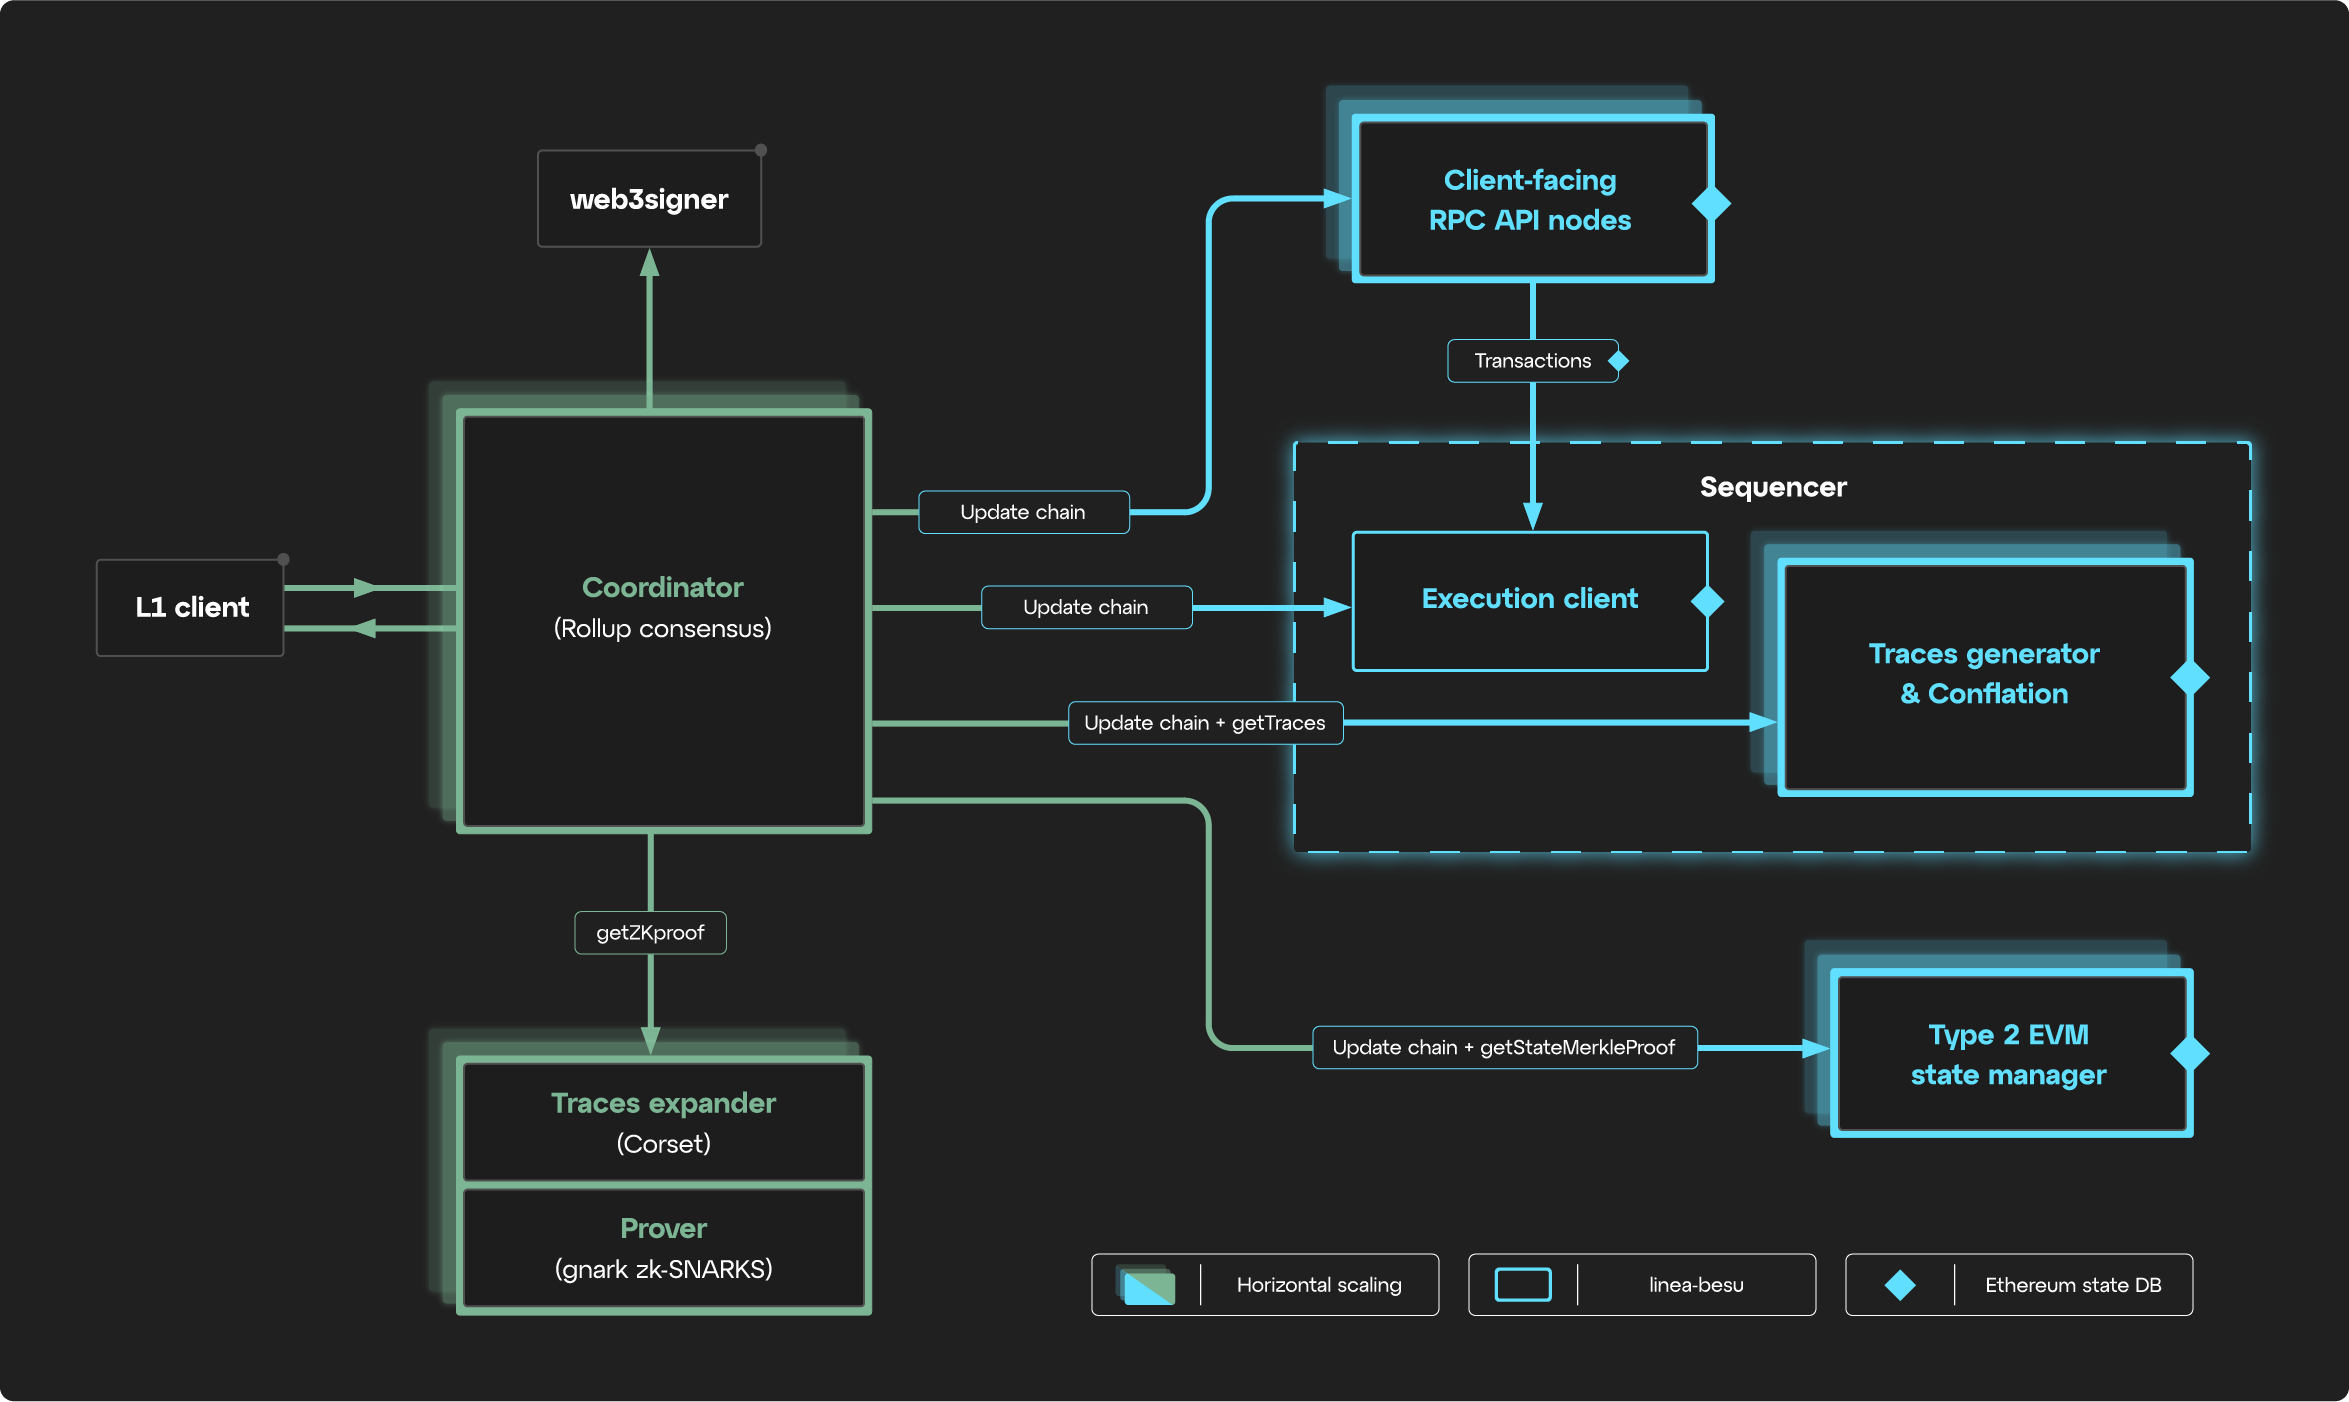 web3signer
Client-facing
RPC API nodes
Transactions
Sequencer
Update chain
Update chain
Execution client
L1 client
Coordinator
(Rollup consensus)
Traces generator
& Conflation
Update chain + getTraces
getZKproof
Update chain + getStateMerkleProof
Type 2 EVM
state manager
Traces expander
(Corset)
Prover
(gnark zk-SNARKS)
Horizontal scaling
linea-besu
Ethereum state DB